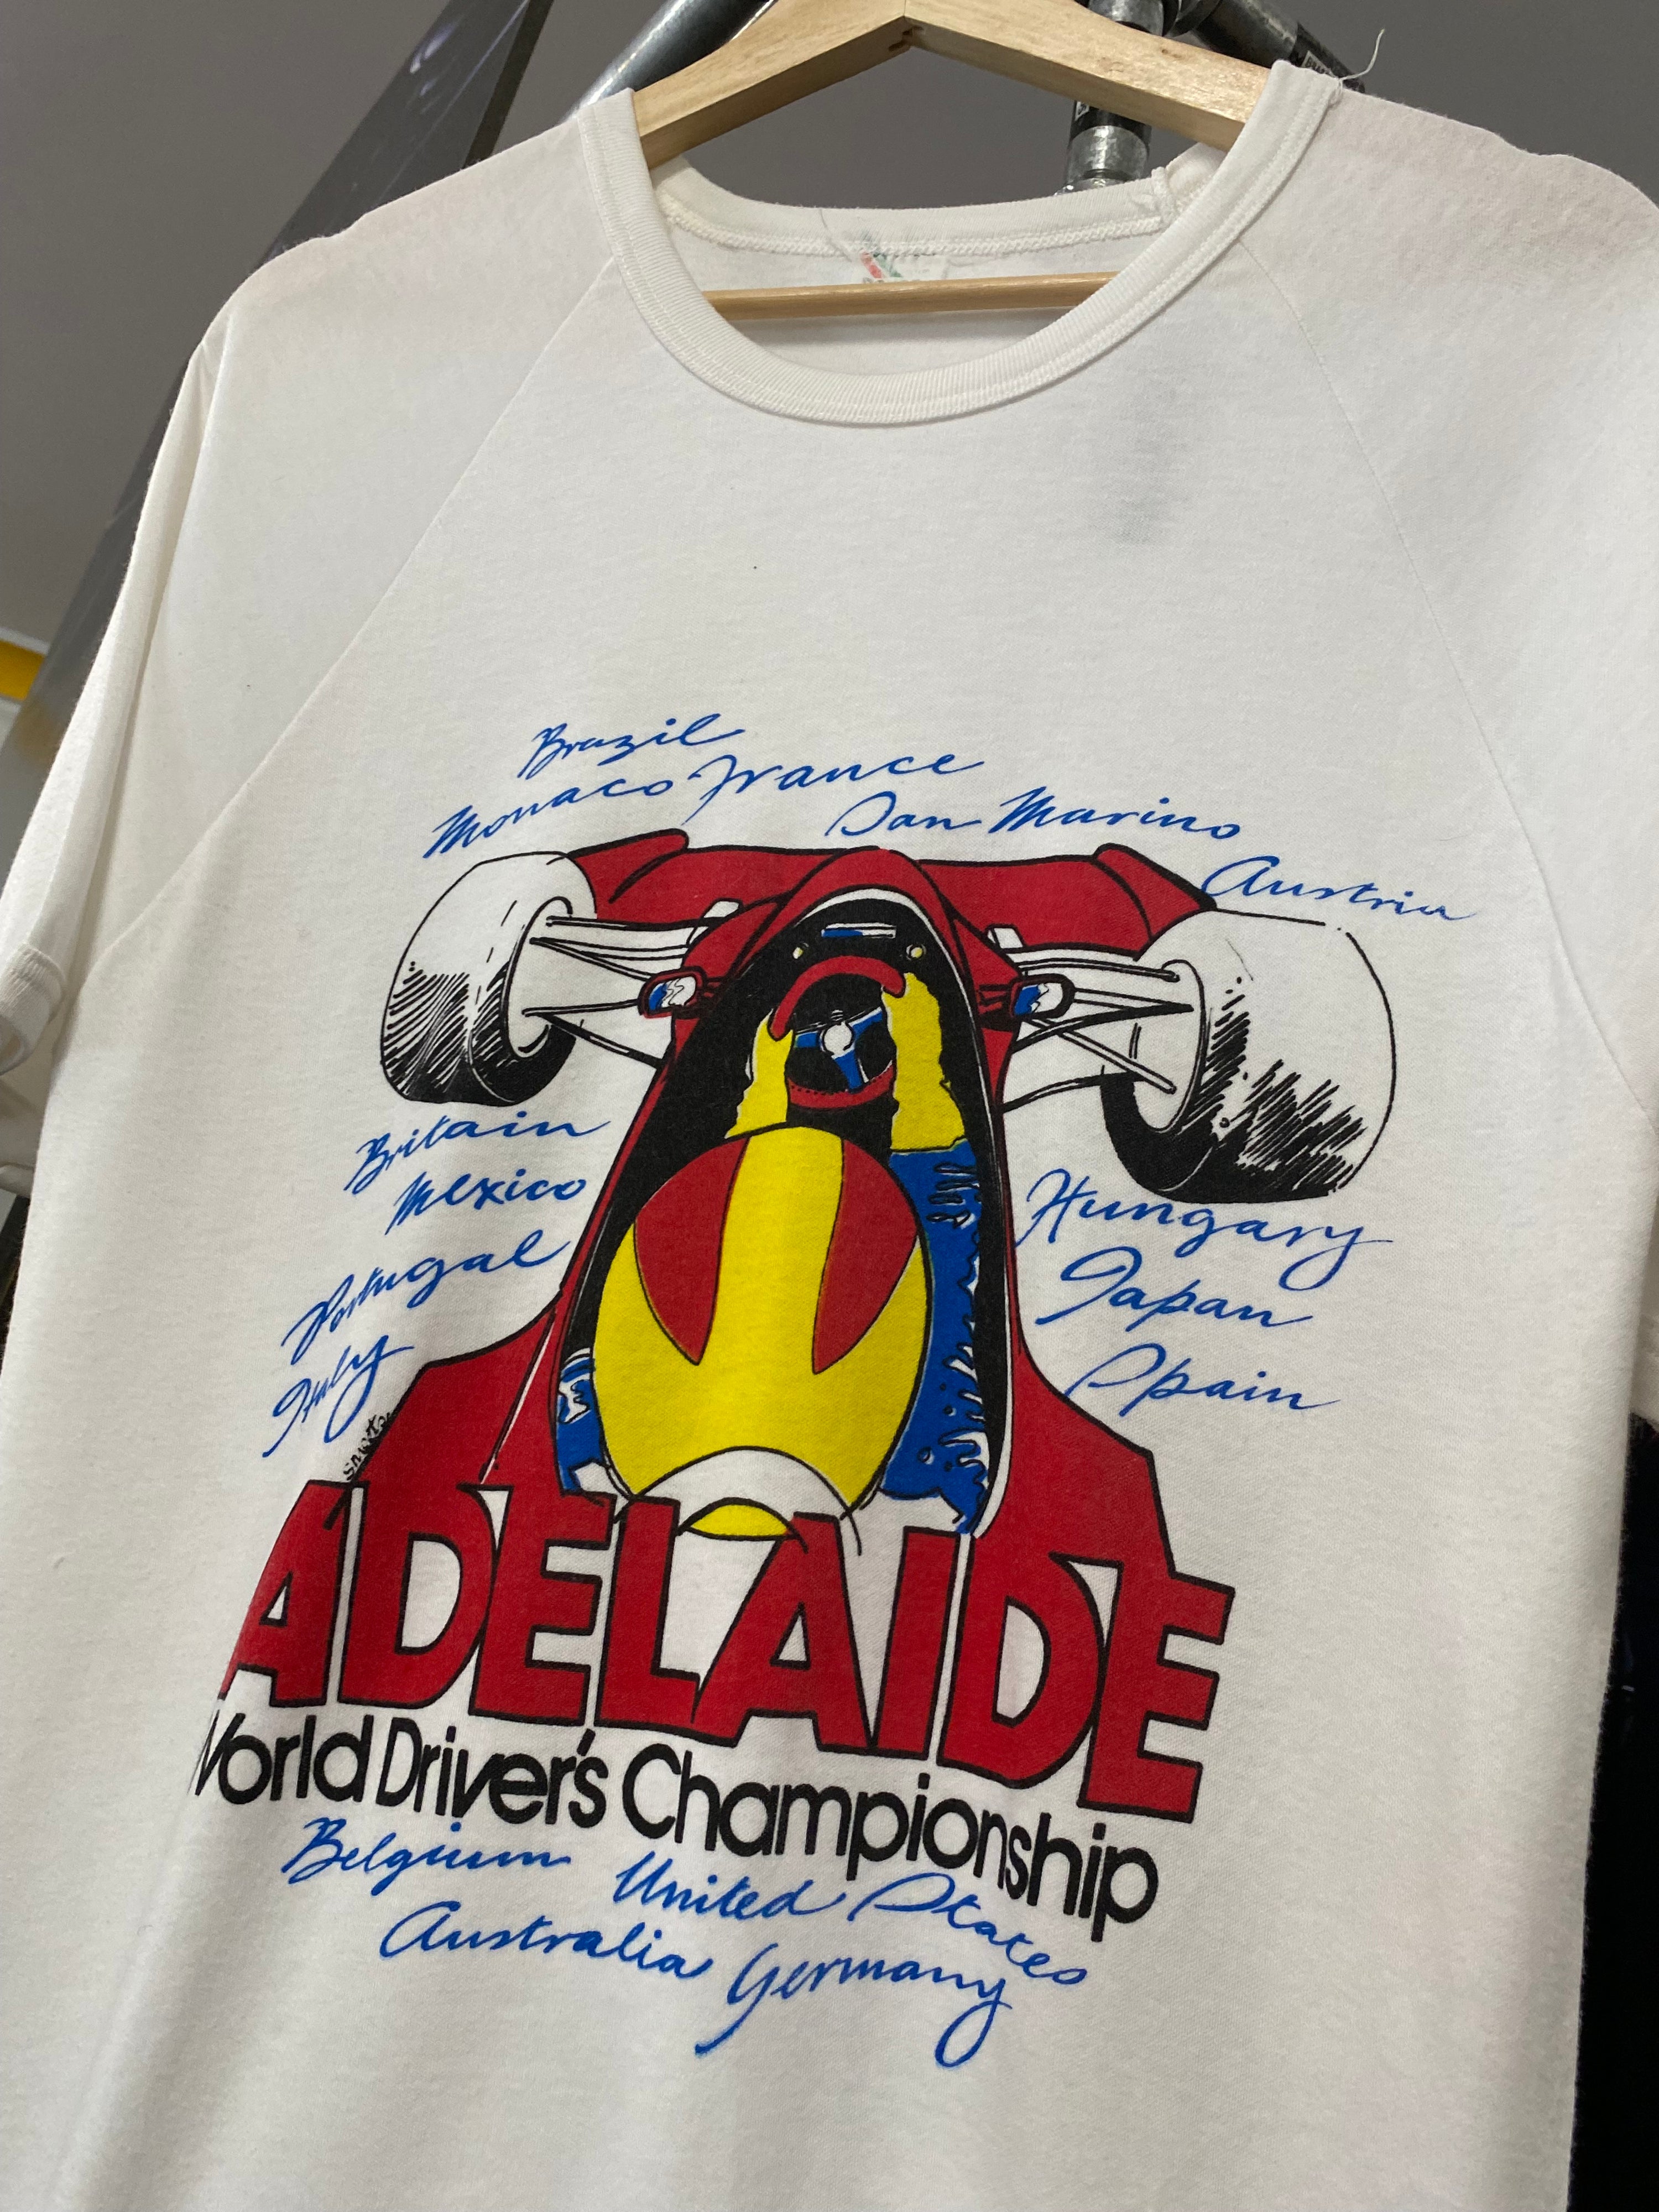 Brazil
Monaco France
San Marino
Austria
Britain
Mexico
Portugal
Italy
Hungary
Japan
Spain
ADELAIDE
World Driver's Championship
Belgium United States
Australia Germany